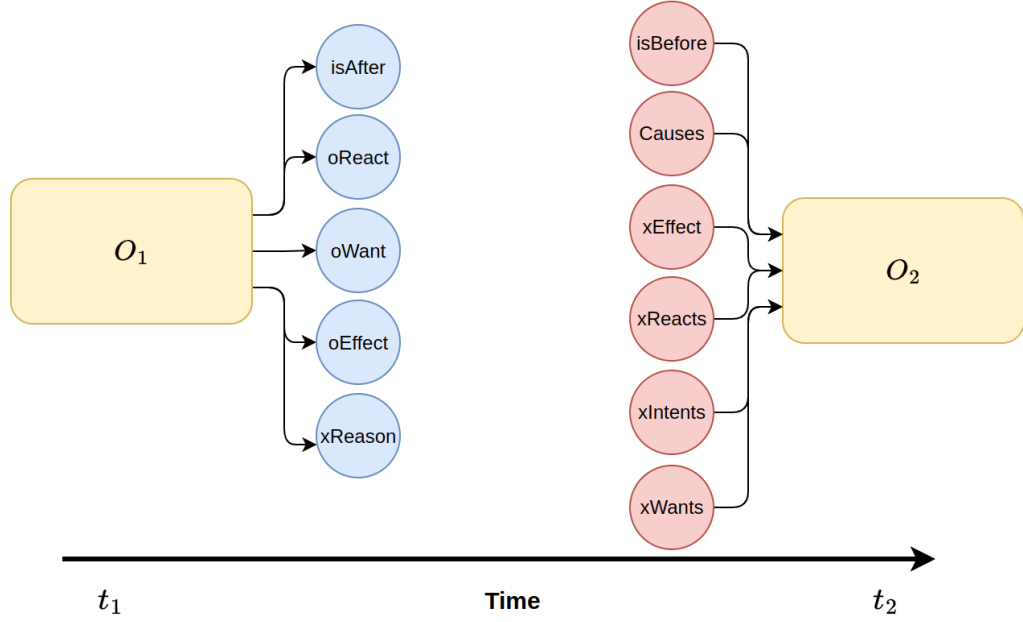 O₁
isAfter
oReact
oWant
oEffect
xReason
isBefore
Causes
xEffect
xReacts
xIntents
xWants
O₂
t₁
Time
t₂